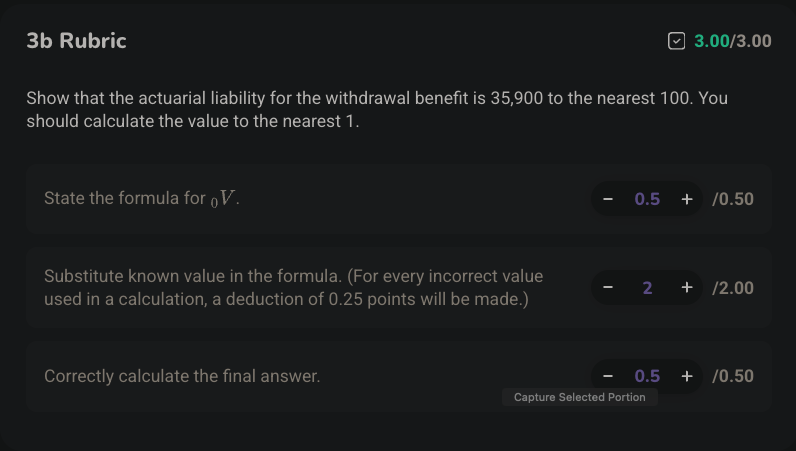 3b Rubric
3.00/3.00
Show that the actuarial liability for the withdrawal benefit is 35,900 to the nearest 100. You
should calculate the value to the nearest 1.
State the formula for ₀V.
− 0.5 + /0.50
Substitute known value in the formula. (For every incorrect value
used in a calculation, a deduction of 0.25 points will be made.)
− 2 + /2.00
Correctly calculate the final answer.
− 0.5 + /0.50
Capture Selected Portion